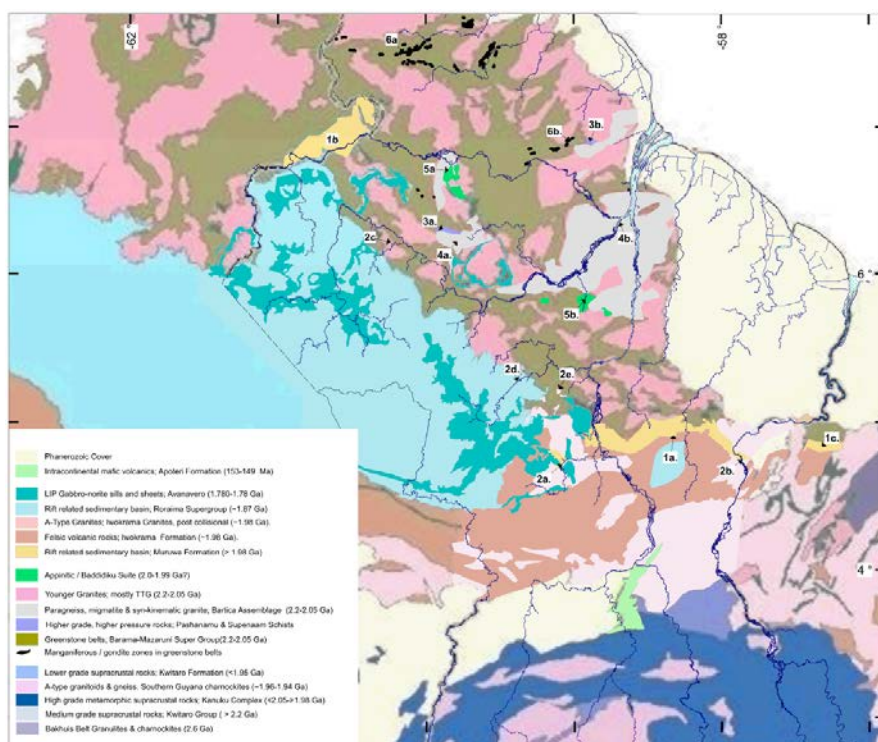 -62
-58
6a
6b.
3b.
1b
5a
3a.
2c.
4a.
4b.
6 °
5b.
2d.
2e.
1c.
1a.
2a.
2b.
4 °
Phanerozoic Cover
Intracontinental mafic volcanics; Apoteri Formation (153-149 Ma)
LIP Gabbro-norite sills and sheets; Avanavero (1.780-1.78 Ga)
Rift related sedimentary basin; Roraima Supergroup (~1.87 Ga)
A-Type Granites; Iwokrama Granites, post collisional (~1.98 Ga).
Felsic volcanic rocks; Iwokrama Formation (~1.98 Ga).
Rift related sedimentary basin; Muruwa Formation (> 1.98 Ga)
Appinitic / Badidiku Suite (2.0-1.99 Ga?)
Younger Granites; mostly TTG (2.2-2.05 Ga)
Paragneiss, migmatite & syn-kinematic granite, Bartica Assemblage (2.2-2.05 Ga)
Higher grade, higher pressure rocks; Pashanamu & Supenaam Schists
Greenstone belts, Barama-Mazaruni Super Group(2.2-2.05 Ga)
Manganiferous / gondite zones in greenstone belts
Lower grade supracrustal rocks; Kwitaro Formation (<1.95 Ga)
A-type granitoids & gneiss. Southern Guyana charnockites (~1.96-1.94 Ga)
High grade metamorphic supracrustal rocks; Kanuku Complex (<2.05->1.98 Ga)
Medium grade supracrustal rocks; Kwitaro Group ( > 2.2 Ga)
Bakhuis Belt Granulites & charnockites (2.6 Ga)